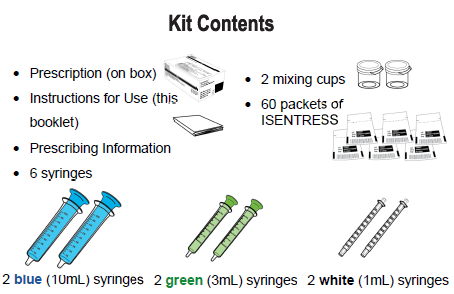 Kit Contents
• Prescription (on box)
• Instructions for Use (this
booklet)
• Prescribing Information
• 6 syringes
• 2 mixing cups
• 60 packets of
ISENTRESS
2 blue (10mL) syringes
2 green (3mL) syringes
2 white (1mL) syringes